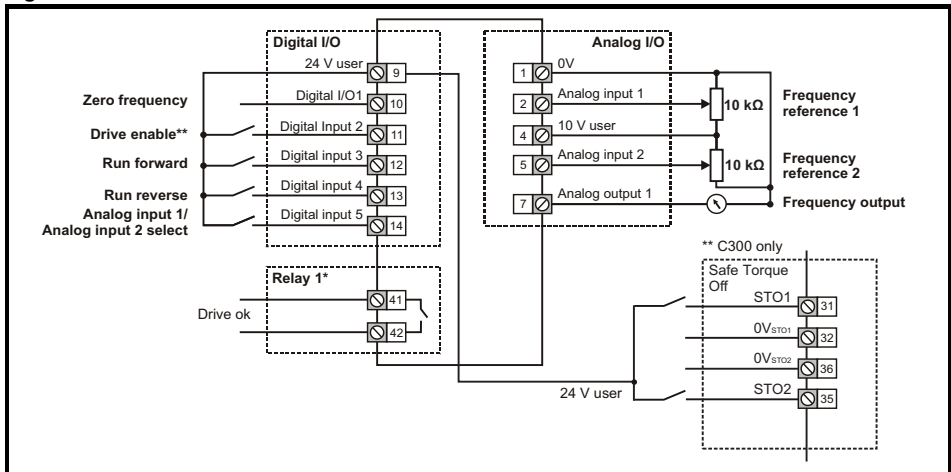 Digital I/O
24 V user
9
Zero frequency
Digital I/O1
10
Drive enable**
Digital Input 2
11
Run forward
Digital input 3
12
Run reverse
Digital input 4
13
Analog input 1/
Analog input 2 select
Digital input 5
14
Relay 1*
Drive ok
41
42
Analog I/O
1
0V
2
Analog input 1
10 kΩ
Frequency
reference 1
4
10 V user
5
Analog input 2
10 kΩ
Frequency
reference 2
7
Analog output 1
Frequency output
** C300 only
Safe Torque
Off
STO1
31
0VSTO1
32
0VSTO2
36
STO2
35
24 V user